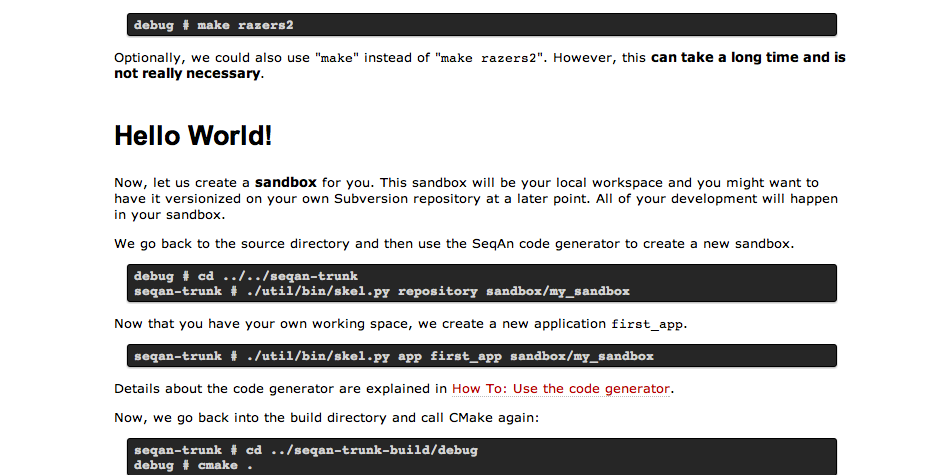 debug # make razers2
Optionally, we could also use "make" instead of "make razers2". However, this can take a long time and is
not really necessary.
Hello World!
Now, let us create a sandbox for you. This sandbox will be your local workspace and you might want to
have it versionized on your own Subversion repository at a later point. All of your development will happen
in your sandbox.
We go back to the source directory and then use the SeqAn code generator to create a new sandbox.
debug # cd ../../seqan-trunk
seqan-trunk # ./util/bin/skel.py repository sandbox/my_sandbox
Now that you have your own working space, we create a new application first_app.
seqan-trunk # ./util/bin/skel.py app first_app sandbox/my_sandbox
Details about the code generator are explained in How To: Use the code generator.
Now, we go back into the build directory and call CMake again:
seqan-trunk # cd ../seqan-trunk-build/debug
debug # cmake .